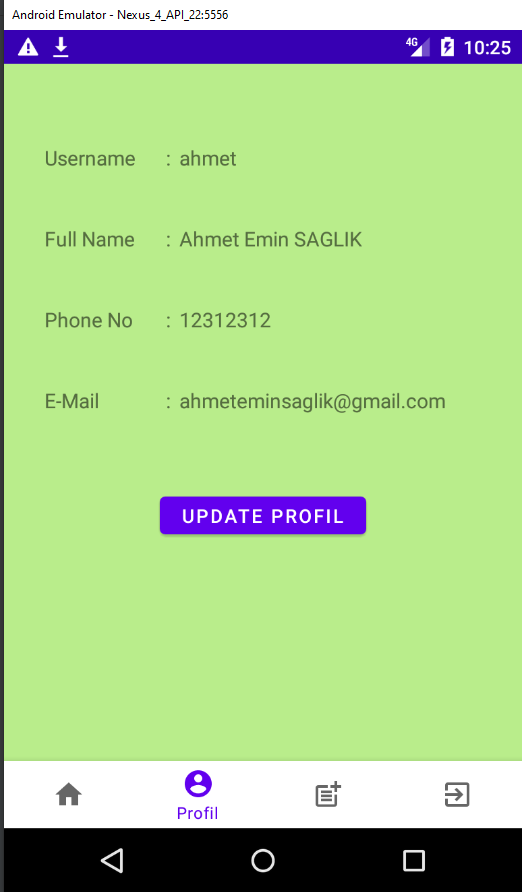 Android Emulator - Nexus_4_API_22:5556
4G 10:25
Username : ahmet
Full Name : Ahmet Emin SAGLIK
Phone No : 12312312
E-Mail : ahmeteminsaglik@gmail.com
UPDATE PROFIL
Profil